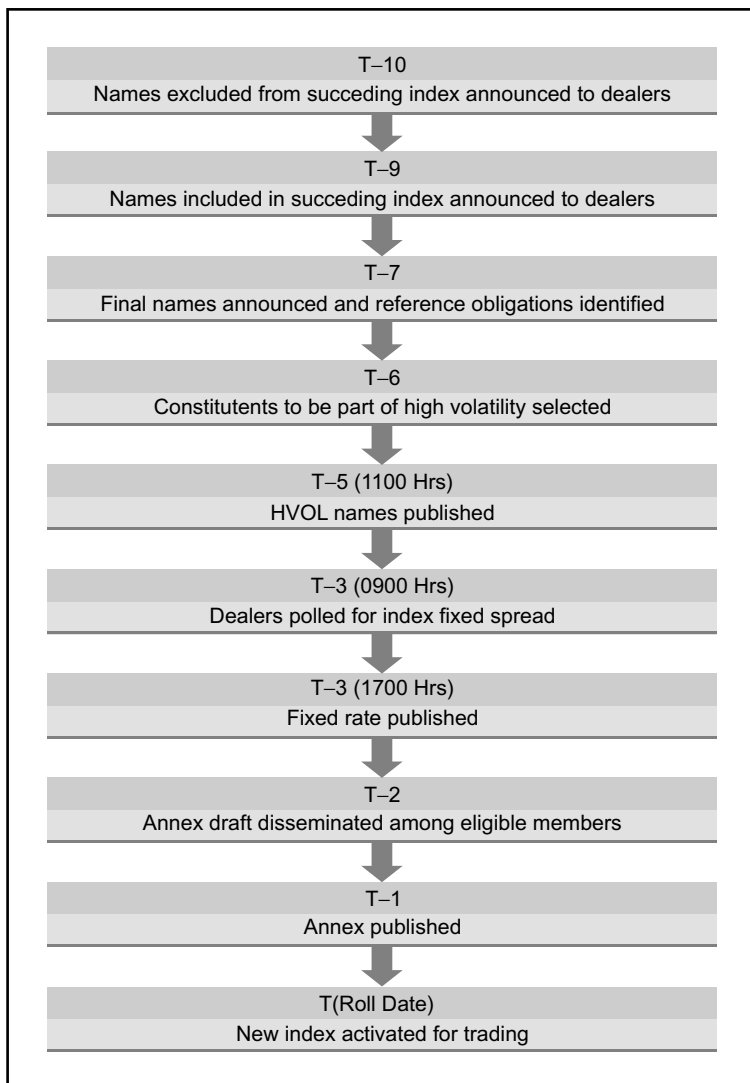 T–10
Names excluded from succeding index announced to dealers
T–9
Names included in succeding index announced to dealers
T–7
Final names announced and reference obligations identified
T–6
Constitutents to be part of high volatility selected
T–5 (1100 Hrs)
HVOL names published
T–3 (0900 Hrs)
Dealers polled for index fixed spread
T–3 (1700 Hrs)
Fixed rate published
T–2
Annex draft disseminated among eligible members
T–1
Annex published
T(Roll Date)
New index activated for trading